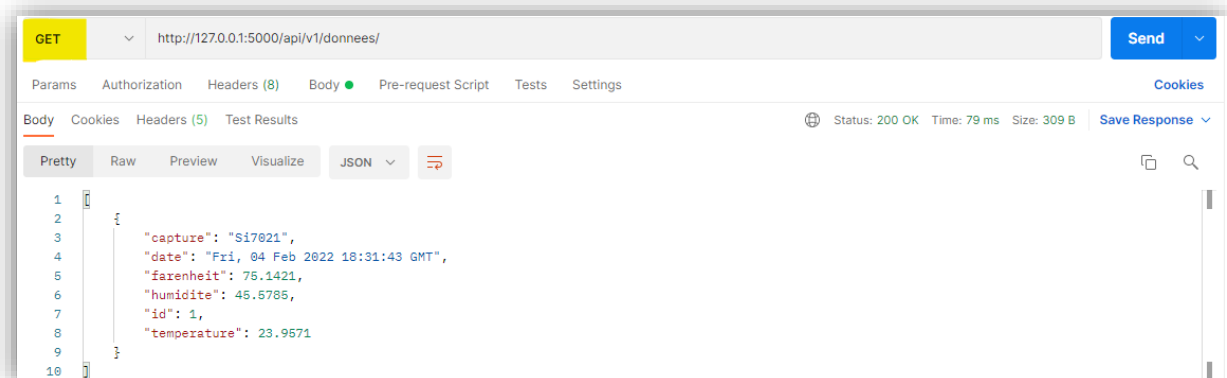 GET http://127.0.0.1:5000/api/v1/donnees/ Send
Params Authorization Headers (8) Body Pre-request Script Tests Settings Cookies
Body Cookies Headers (5) Test Results Status: 200 OK Time: 79 ms Size: 309 B Save Response
Pretty Raw Preview Visualize JSON
1 [
2 {
3 "capture": "Si7021",
4 "date": "Fri, 04 Feb 2022 18:31:43 GMT",
5 "farenheit": 75.1421,
6 "humidite": 45.5785,
7 "id": 1,
8 "temperature": 23.9571
9 }
10 ]